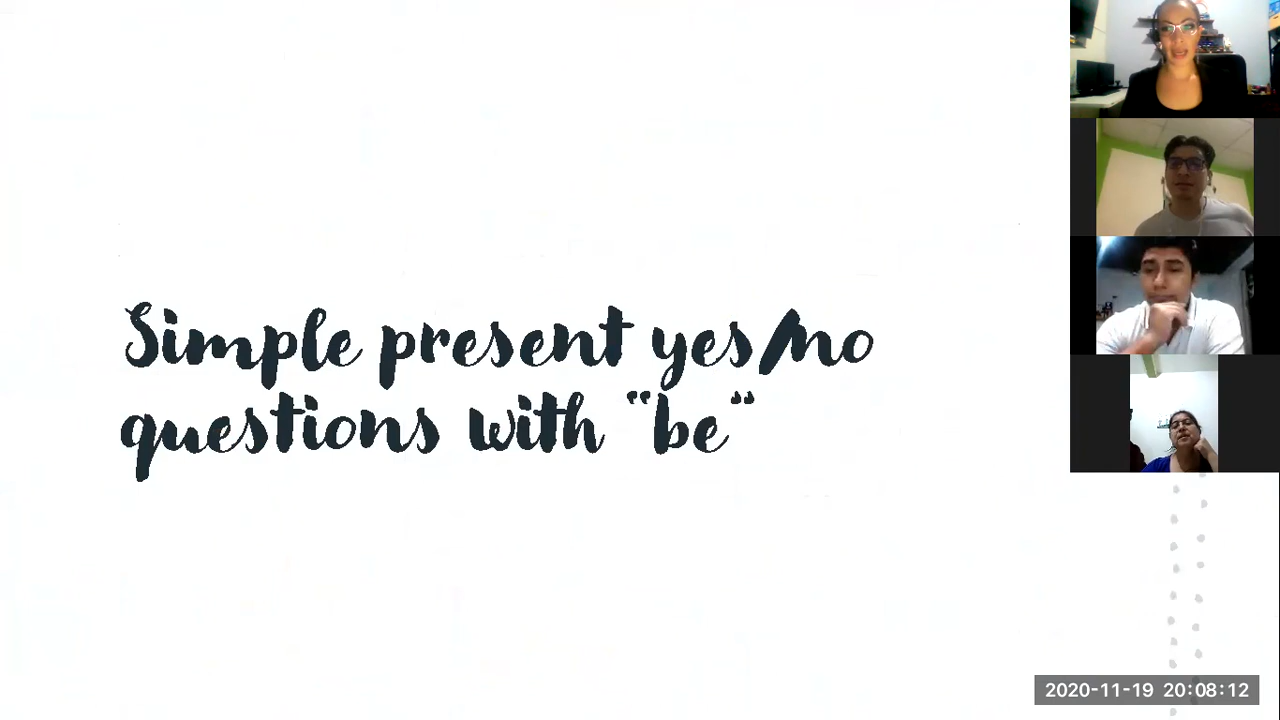 Simple present yes/no
questions with "be"
2020-11-19 20:08:12